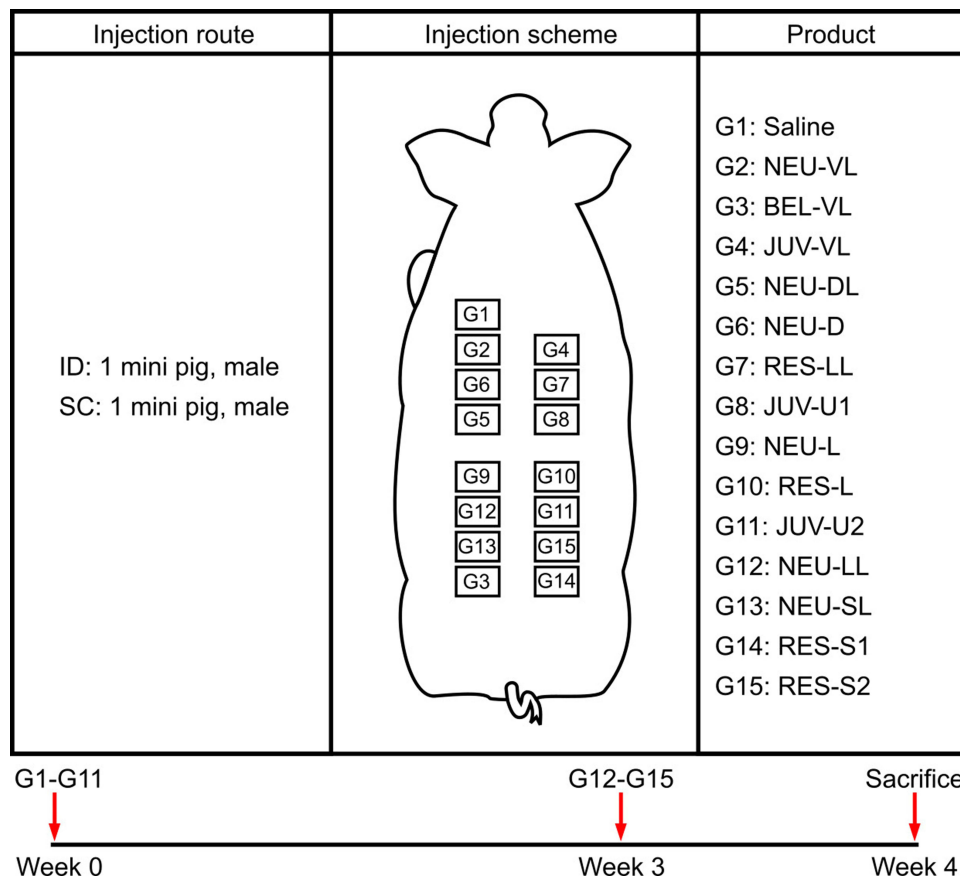 Injection route
Injection scheme
Product
ID: 1 mini pig, male
SC: 1 mini pig, male
G1
G2 G4
G6 G7
G5 G8
G9 G10
G12 G11
G13 G15
G3 G14
G1: Saline
G2: NEU-VL
G3: BEL-VL
G4: JUV-VL
G5: NEU-DL
G6: NEU-D
G7: RES-LL
G8: JUV-U1
G9: NEU-L
G10: RES-L
G11: JUV-U2
G12: NEU-LL
G13: NEU-SL
G14: RES-S1
G15: RES-S2
G1-G11 G12-G15 Sacrifice
Week 0 Week 3 Week 4